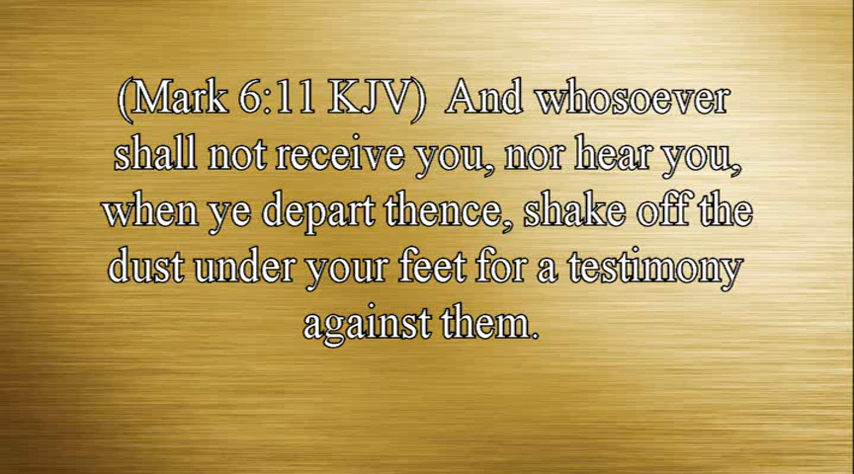 (Mark 6:11 KJV)  And whosoever
shall not receive you, nor hear you,
when ye depart thence, shake off the
dust under your feet for a testimony
against them.